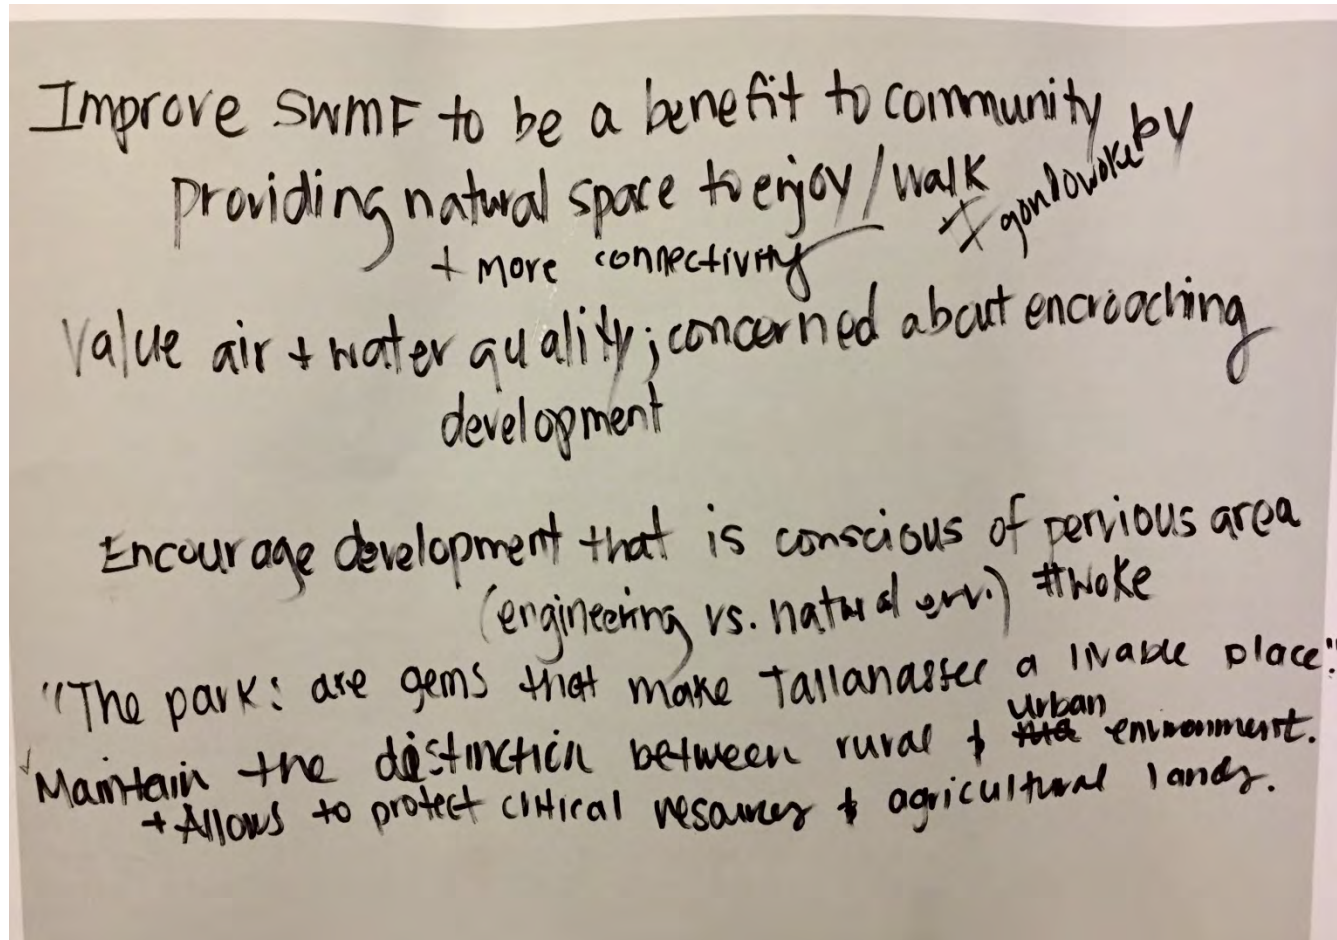 Improve SWMF to be a benefit to community by
providing natural space to enjoy/walk
+ more connectivity
Value air + water quality; concerned about encroaching
development
Encourage development that is conscious of pervious area
(engineering vs. natural env.) #woke
"The park: are gems that make Tallahassee a livable place."
Maintain the distinction between rural & urban environment.
+ Allows to protect critical resources & agricultural lands.